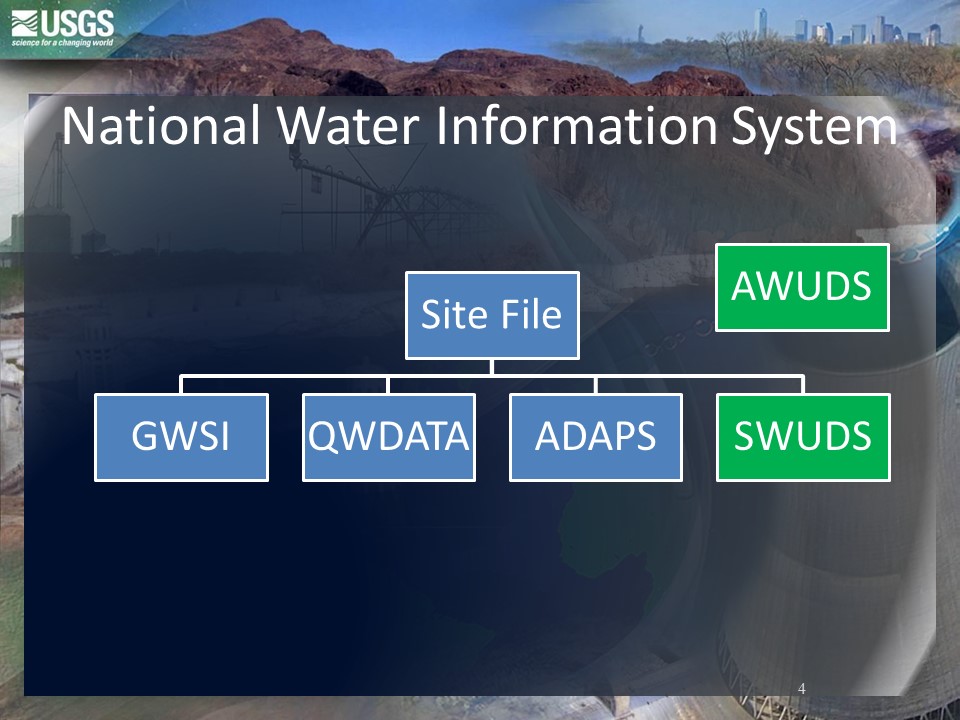 USGS
science for a changing world
National Water Information System
AWUDS
Site File
GWSI
QWDATA
ADAPS
SWUDS
4